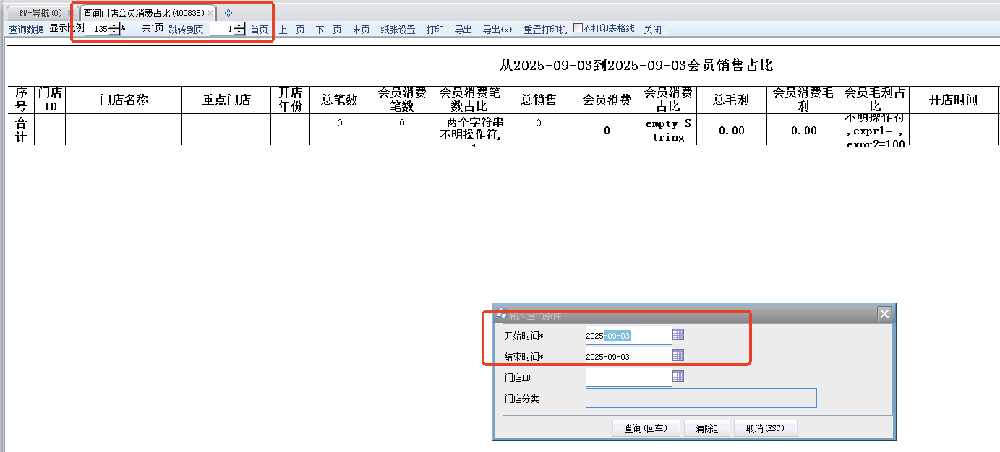 PM-导航(0)
查询门店会员消费占比(400838)
查询数据 显示比例 135 % 共1页 跳转到页 1 首页 上一页 下一页 末页 纸张设置 打印 导出 导出txt 重置打印机 不打印表格线 关闭
从2025-09-03到2025-09-03会员销售占比
序号 门店ID 门店名称 重点门店 开店年份 总笔数 会员消费笔数 会员消费笔数占比 总销售 会员消费 会员消费占比 总毛利 会员消费毛利 会员毛利占比 开店时间
合计 0 0 两个字符串不明操作符, 0 0 empty String 0.00 0.00 不明操作符,expr1= ,expr2=100
输入查询条件
开始时间* 2025-09-03
结束时间* 2025-09-03
门店ID
门店分类
查询(回车) 清除C 取消(ESC)